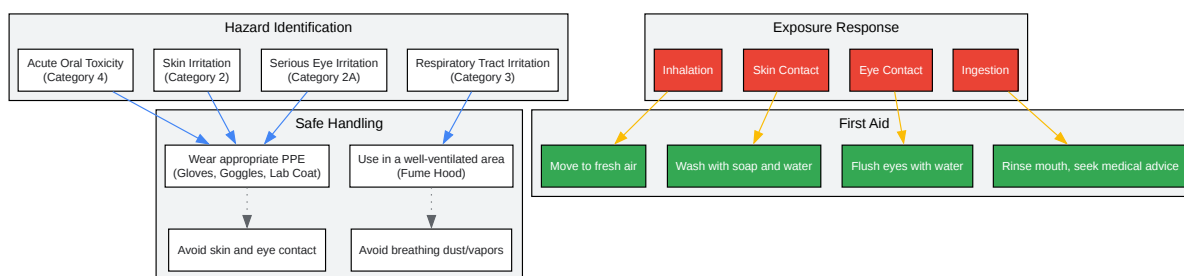 Hazard Identification
Acute Oral Toxicity
(Category 4)
Skin Irritation
(Category 2)
Serious Eye Irritation
(Category 2A)
Respiratory Tract Irritation
(Category 3)
Safe Handling
Wear appropriate PPE
(Gloves, Goggles, Lab Coat)
Use in a well-ventilated area
(Fume Hood)
Avoid skin and eye contact
Avoid breathing dust/vapors
Exposure Response
Inhalation
Skin Contact
Eye Contact
Ingestion
First Aid
Move to fresh air
Wash with soap and water
Flush eyes with water
Rinse mouth, seek medical advice